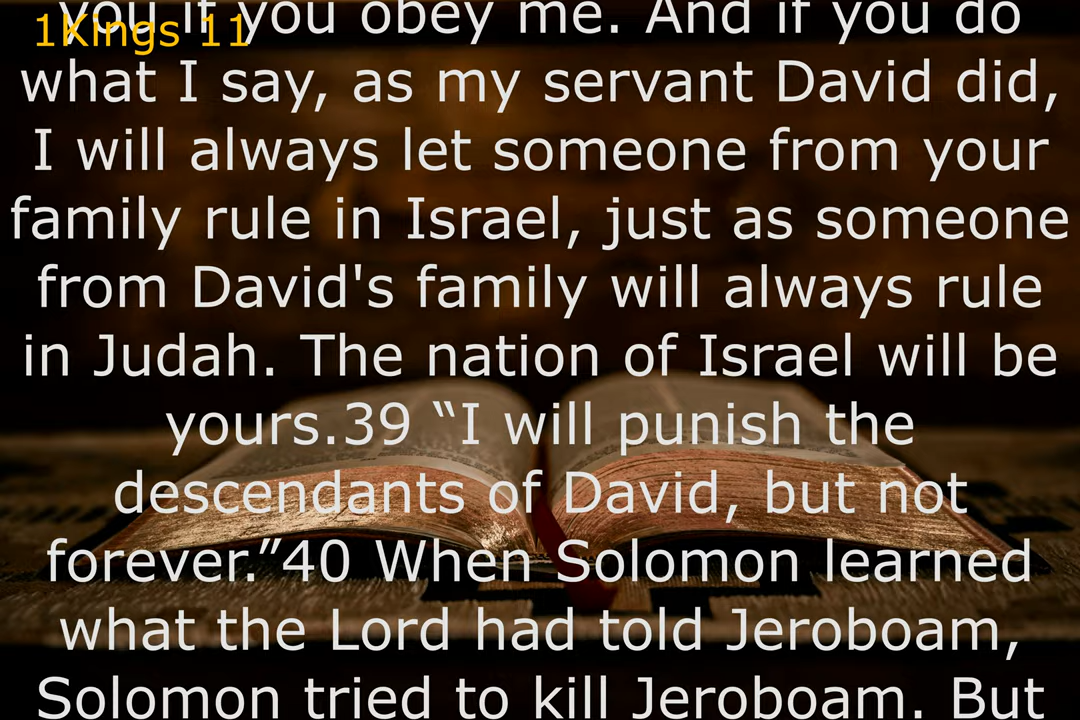 1Kings 11
you if you obey me. And if you do
what I say, as my servant David did,
I will always let someone from your
family rule in Israel, just as someone
from David's family will always rule
in Judah. The nation of Israel will be
yours.39 “I will punish the
descendants of David, but not
forever.”40 When Solomon learned
what the Lord had told Jeroboam,
Solomon tried to kill Jeroboam. But